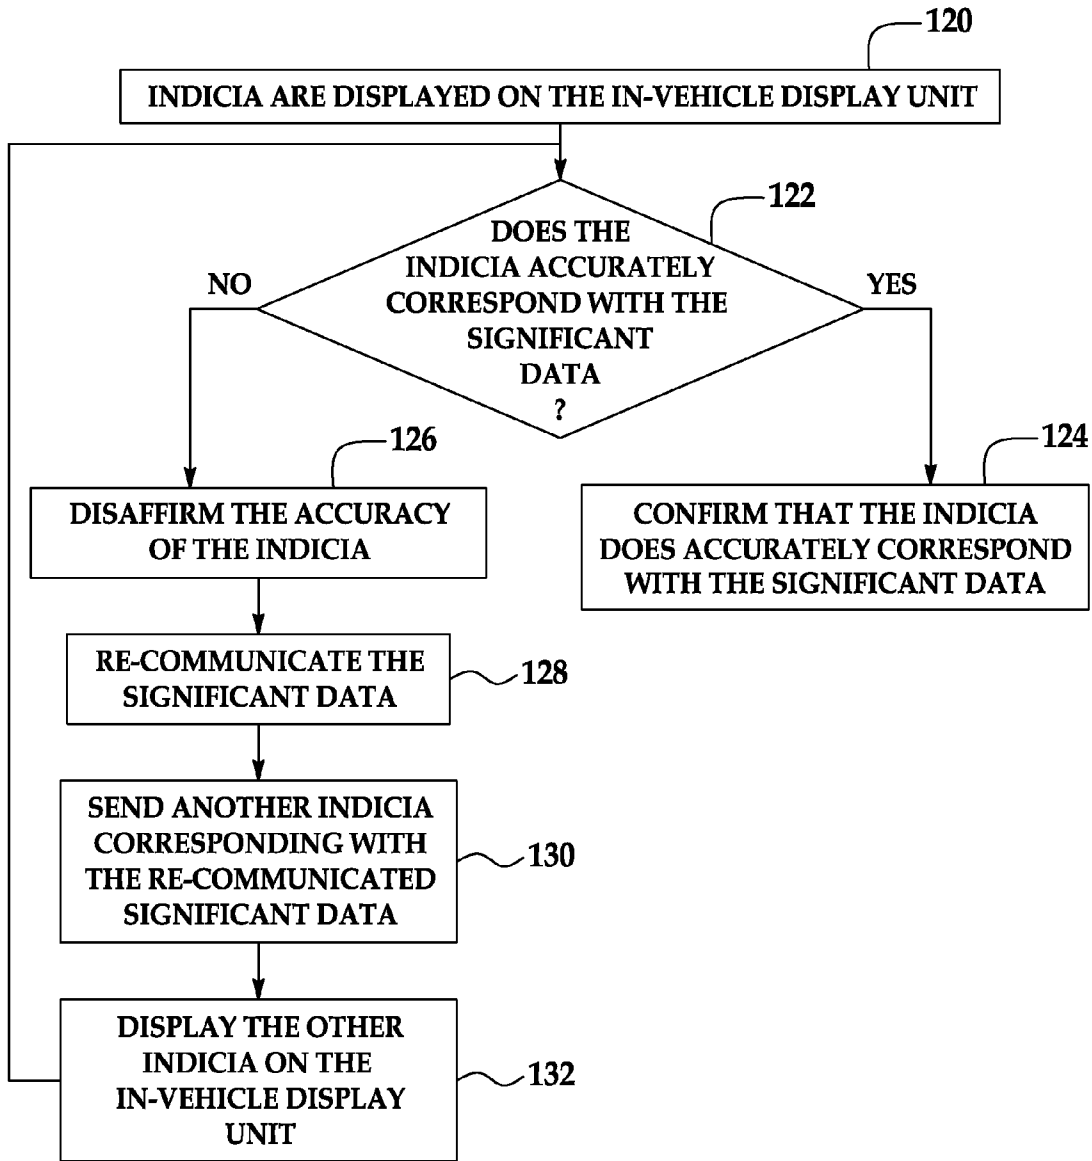 120
INDICIA ARE DISPLAYED ON THE IN-VEHICLE DISPLAY UNIT
122
DOES THE
INDICIA ACCURATELY
CORRESPOND WITH THE
SIGNIFICANT
DATA
?
NO
YES
126
DISAFFIRM THE ACCURACY
OF THE INDICIA
124
CONFIRM THAT THE INDICIA
DOES ACCURATELY CORRESPOND
WITH THE SIGNIFICANT DATA
RE-COMMUNICATE THE
SIGNIFICANT DATA
128
SEND ANOTHER INDICIA
CORRESPONDING WITH
THE RE-COMMUNICATED
SIGNIFICANT DATA
130
DISPLAY THE OTHER
INDICIA ON THE
IN-VEHICLE DISPLAY
UNIT
132